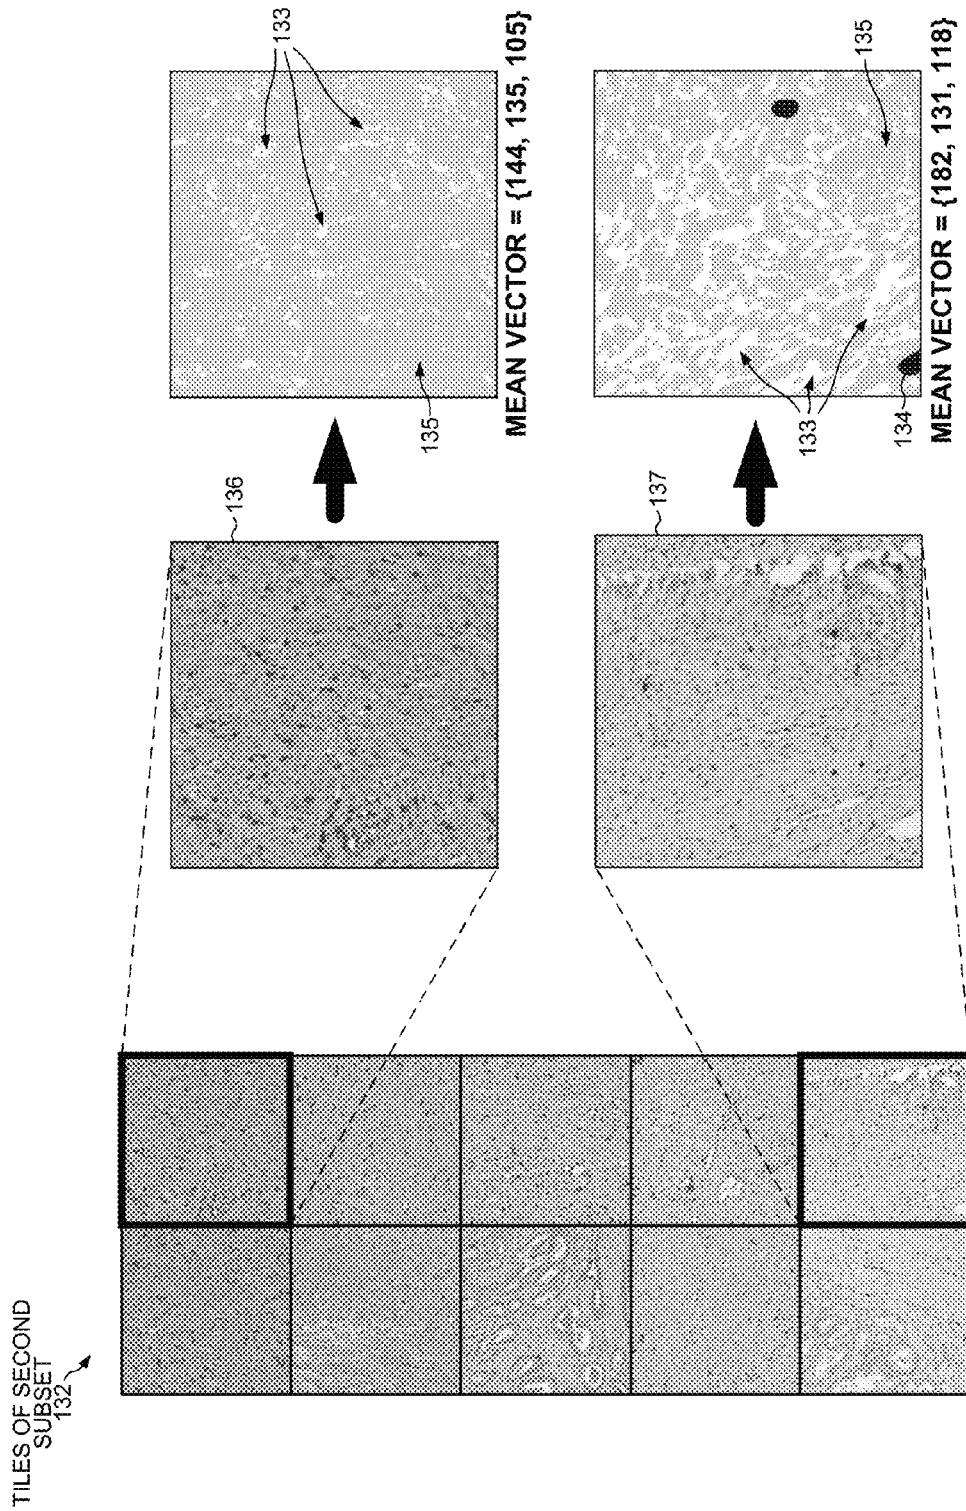 TILES OF SECOND
SUBSET
132
136
133
135
MEAN VECTOR = {144, 135, 105}
137
133
134
135
MEAN VECTOR = {182, 131, 118}